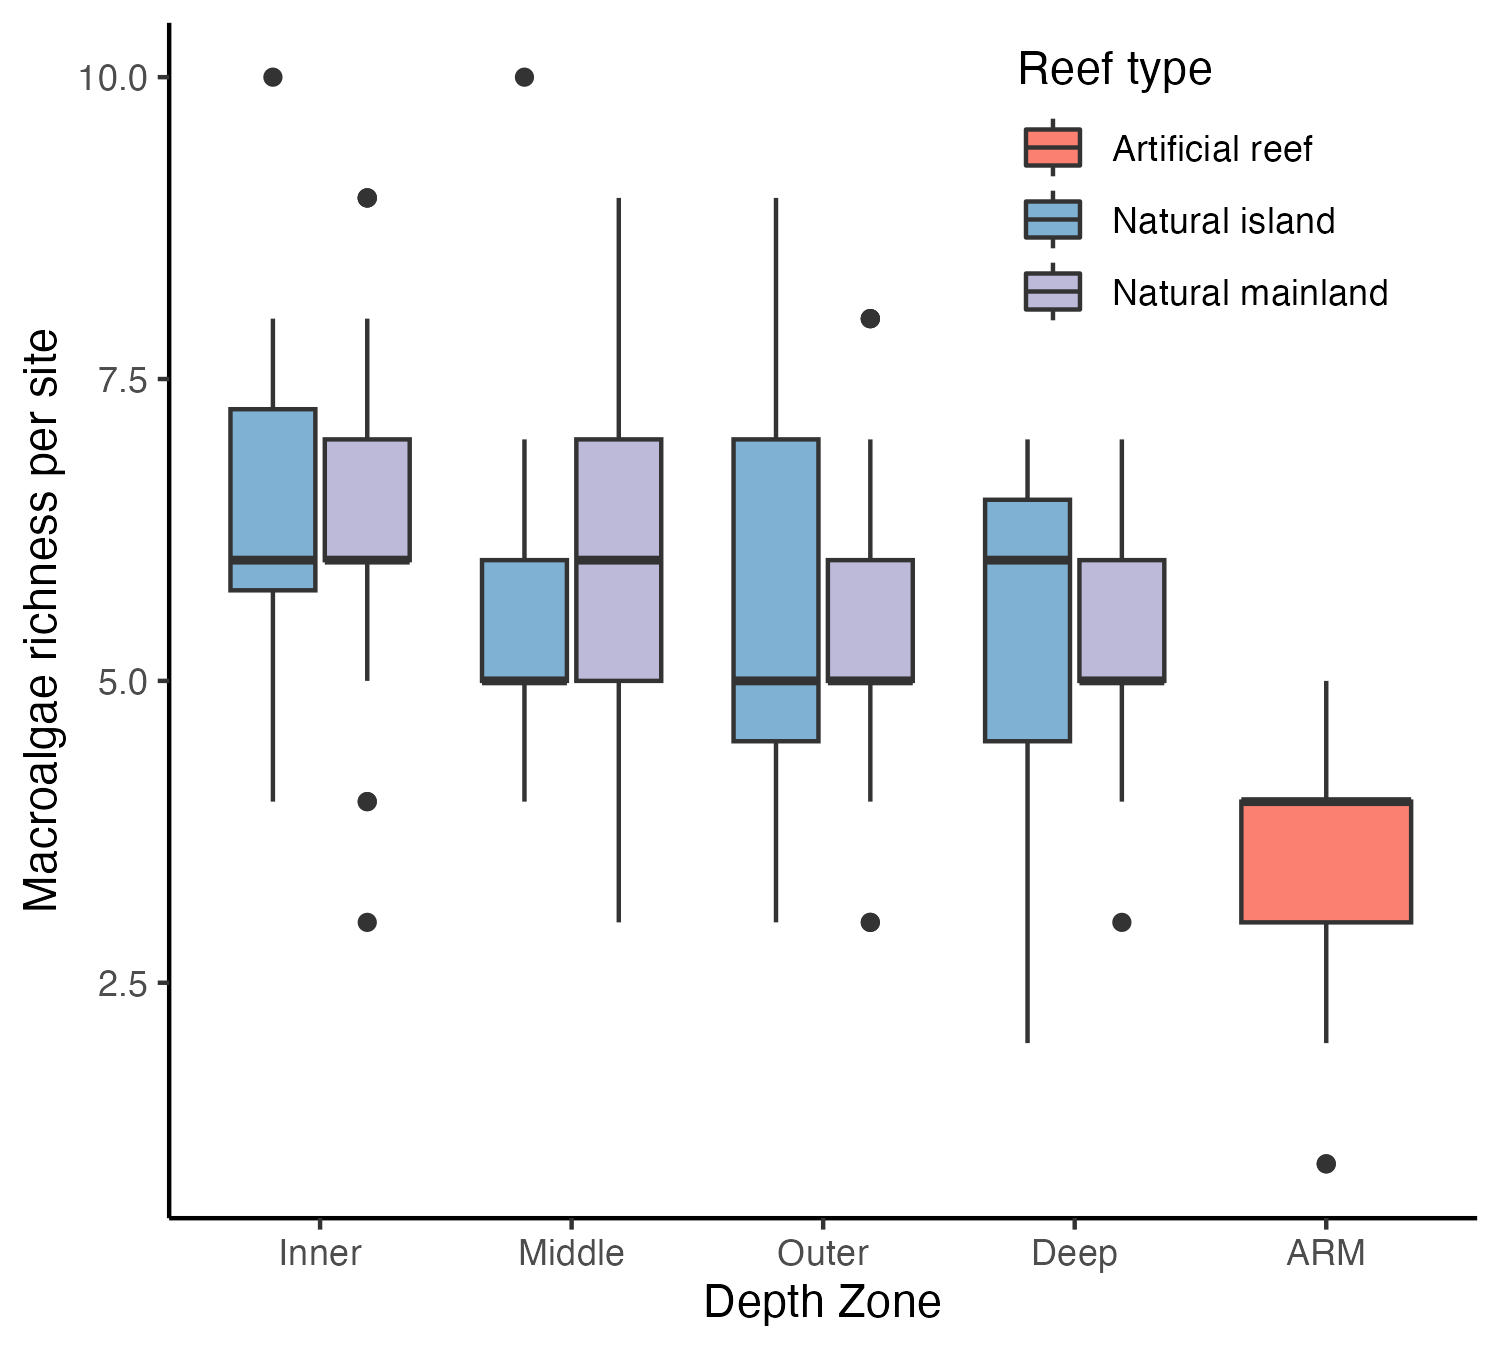 Reef type
Artificial reef
Natural island
Natural mainland
Macroalgae richness per site
10.0
7.5
5.0
2.5
Inner Middle Outer Deep ARM
Depth Zone